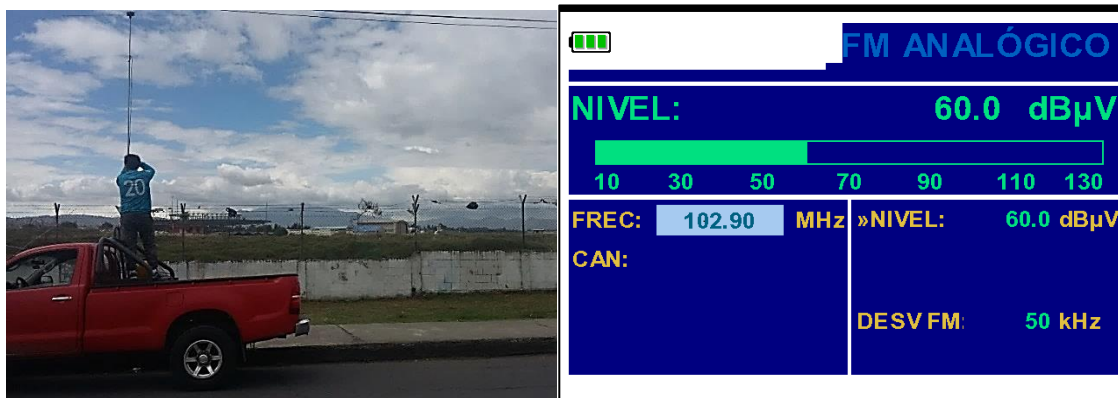 20
FM ANALÓGICO
NIVEL: 60.0 dBµV
10 30 50 70 90 110 130
FREC: 102.90 MHz
CAN:
»NIVEL: 60.0 dBµV
DESV FM: 50 kHz